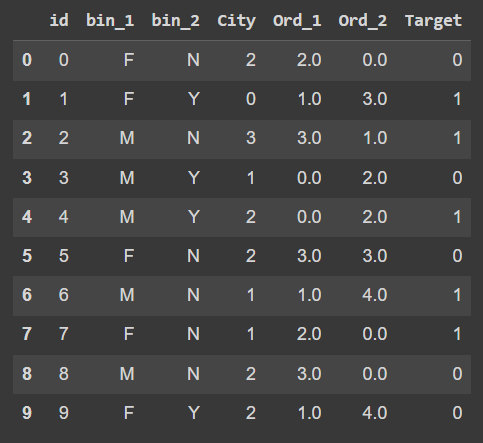 id bin_1 bin_2 City Ord_1 Ord_2 Target
0 0 F N 2 2.0 0.0 0
1 1 F Y 0 1.0 3.0 1
2 2 M N 3 3.0 1.0 1
3 3 M Y 1 0.0 2.0 0
4 4 M Y 2 0.0 2.0 1
5 5 F N 2 3.0 3.0 0
6 6 M N 1 1.0 4.0 1
7 7 F N 1 2.0 0.0 1
8 8 M N 2 3.0 0.0 0
9 9 F Y 2 1.0 4.0 0